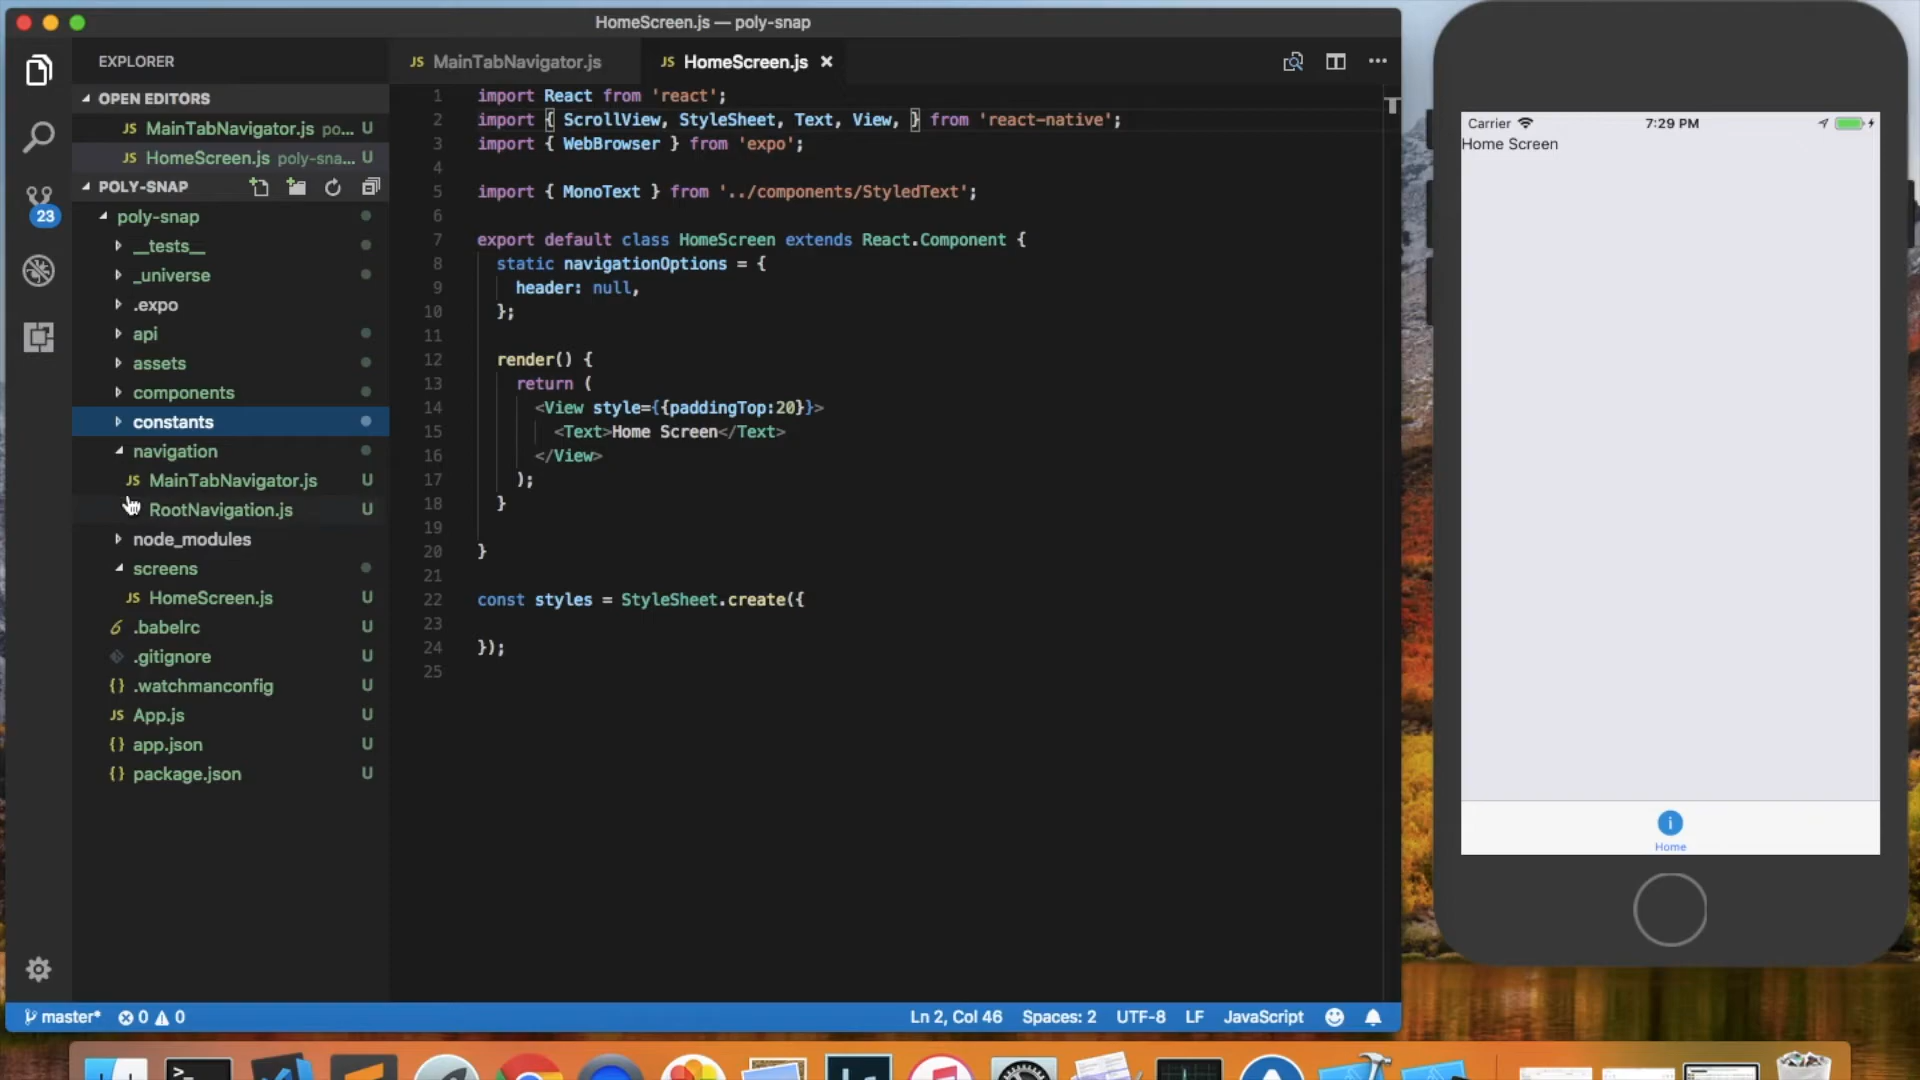 HomeScreen.js — poly-snap
EXPLORER
OPEN EDITORS
JS MainTabNavigator.js po... U
JS HomeScreen.js poly-sna... U
POLY-SNAP
poly-snap
__tests__
_universe
.expo
api
assets
components
constants
navigation
JS MainTabNavigator.js U
JS RootNavigation.js U
node_modules
screens
JS HomeScreen.js U
.babelrc U
.gitignore U
{} .watchmanconfig U
JS App.js U
{} app.json U
{} package.json U
23
JS MainTabNavigator.js
JS HomeScreen.js ×
1 import React from 'react';
2 import { ScrollView, StyleSheet, Text, View, } from 'react-native';
3 import { WebBrowser } from 'expo';
4
5 import { MonoText } from '../components/StyledText';
6
7 export default class HomeScreen extends React.Component {
8 static navigationOptions = {
9 header: null,
10 };
11
12 render() {
13 return (
14 <View style={{paddingTop:20}}>
15 <Text>Home Screen</Text>
16 </View>
17 );
18 }
19
20 }
21
22 const styles = StyleSheet.create({
23
24 });
25
master* 0 0
Ln 2, Col 46 Spaces: 2 UTF-8 LF JavaScript
Carrier 7:29 PM
Home Screen
i
Home
>_